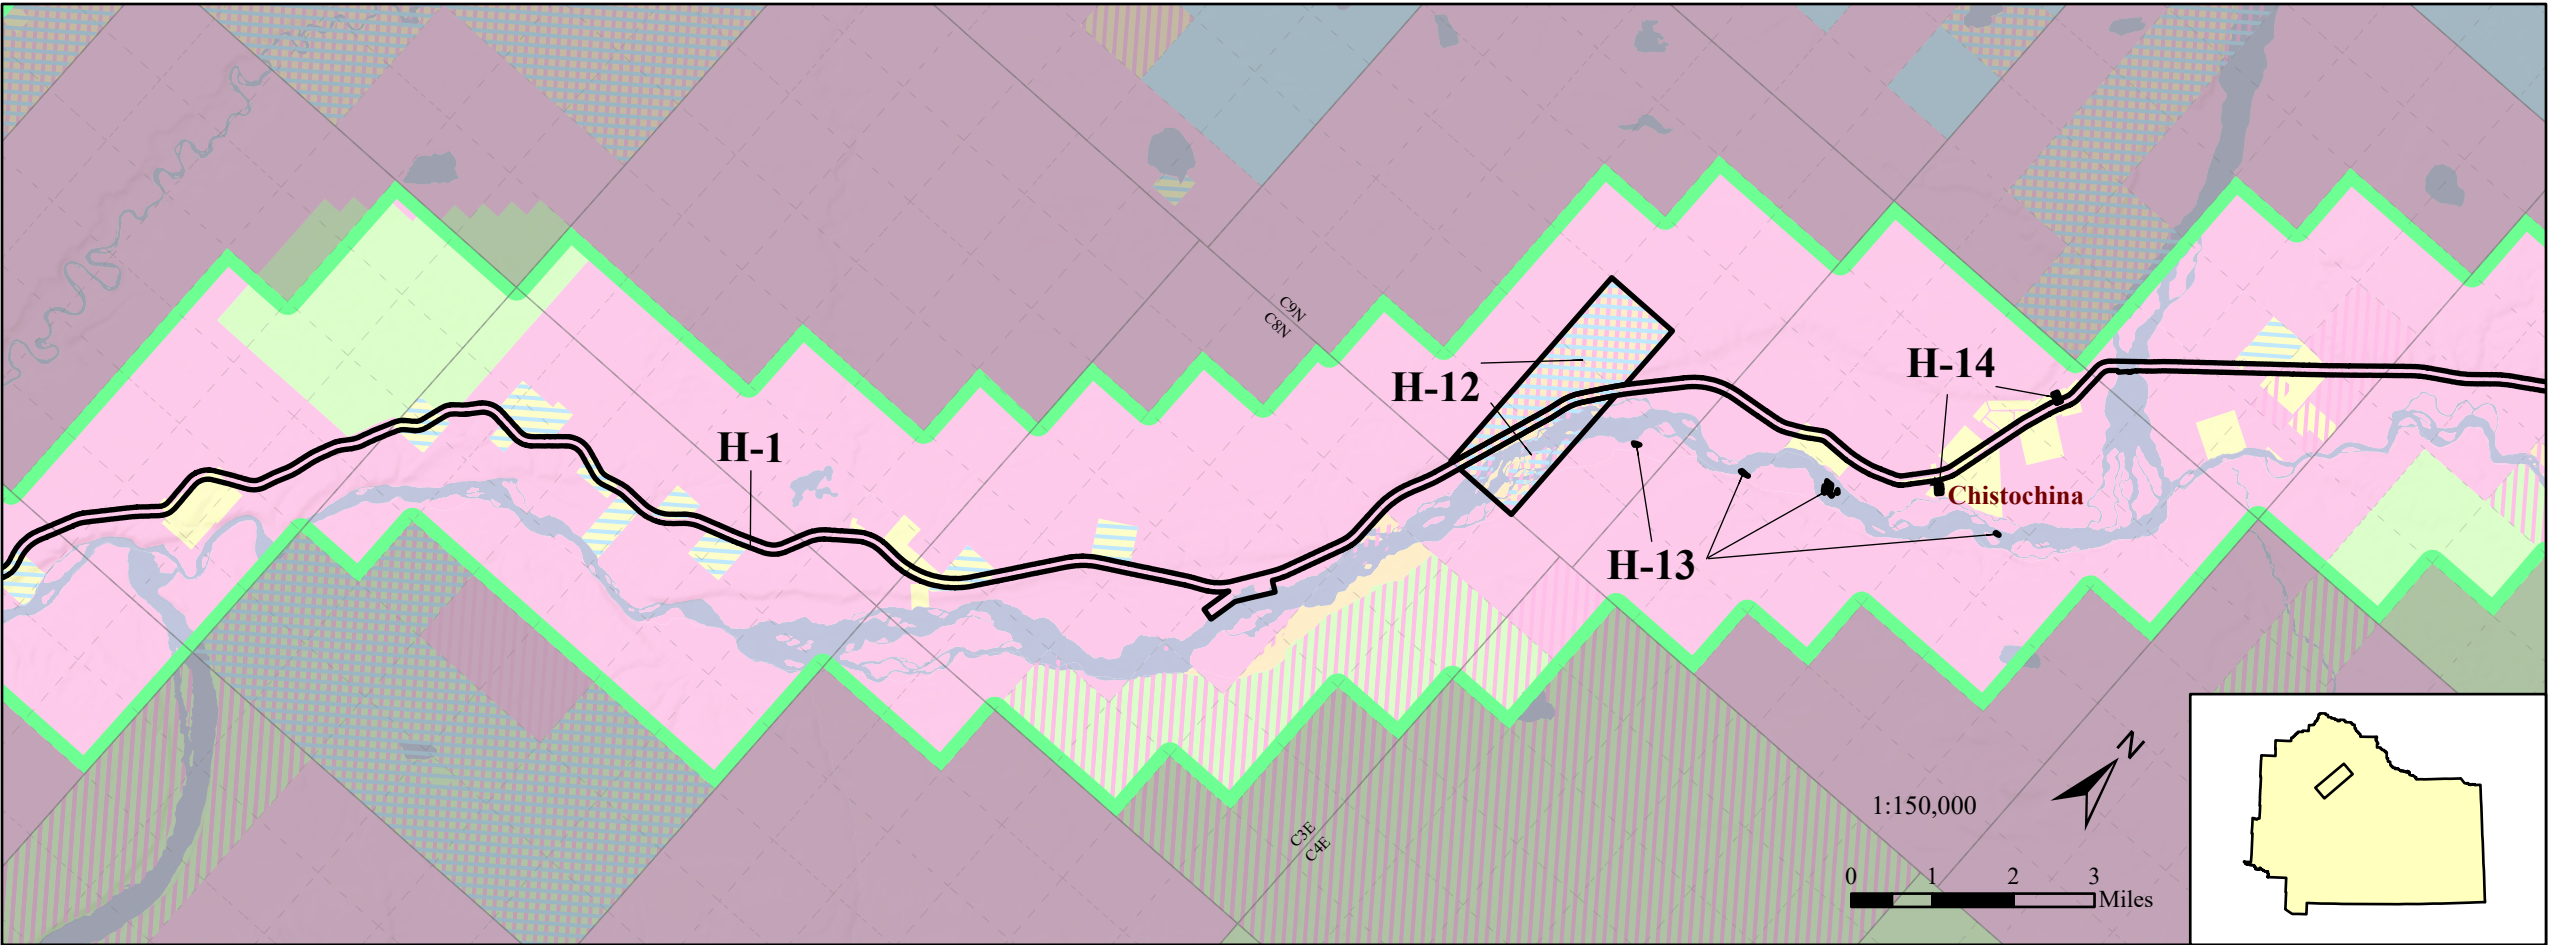 C9N
C8N
H-12
H-14
H-1
Chistochina
H-13
N
1:150,000
C3E
C4E
0 1 2 3
Miles